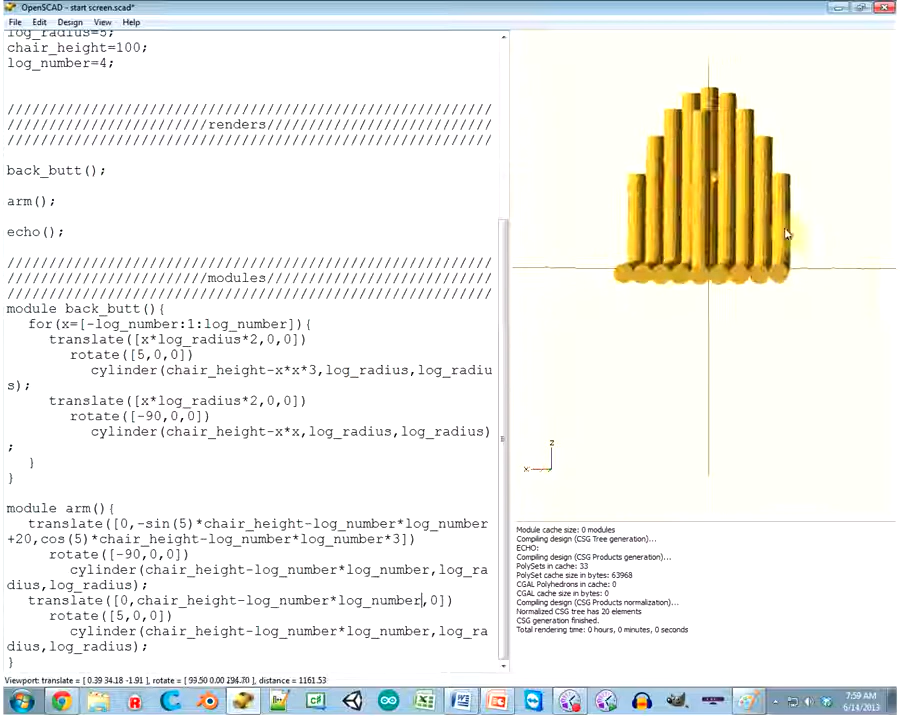 OpenSCAD - start screen.scad*
File Edit Design View Help
log_radius=5;
chair_height=100;
log_number=4;
//////////////////////////////////////////////////////////
////////////////////////renders///////////////////////////
//////////////////////////////////////////////////////////
back_butt();
arm();
echo();
//////////////////////////////////////////////////////////
////////////////////////modules///////////////////////////
//////////////////////////////////////////////////////////
module back_butt(){
for(x=[-log_number:1:log_number]){
translate([x*log_radius*2,0,0])
rotate([5,0,0])
cylinder(chair_height-x*x*3,log_radius,log_radiu
s);
translate([x*log_radius*2,0,0])
rotate([-90,0,0])
cylinder(chair_height-x*x,log_radius,log_radius)
;
}
}
module arm(){
translate([0,-sin(5)*chair_height-log_number*log_number
+20,cos(5)*chair_height-log_number*log_number*3])
rotate([-90,0,0])
cylinder(chair_height-log_number*log_number,log_ra
dius,log_radius);
translate([0,chair_height-log_number*log_number,0])
rotate([5,0,0])
cylinder(chair_height-log_number*log_number,log_ra
dius,log_radius);
}
z
x
Module cache size: 0 modules
Compiling design (CSG Tree generation)...
ECHO:
Compiling design (CSG Products generation)...
PolySets in cache: 33
PolySet cache size in bytes: 63968
CGAL Polyhedrons in cache: 0
CGAL cache size in bytes: 0
Compiling design (CSG Products normalization)...
Normalized CSG tree has 20 elements
CSG generation finished.
Total rendering time: 0 hours, 0 minutes, 0 seconds
Viewport: translate = [ 0.39 34.18 -1.91 ], rotate = [ 93.50 0.00 294.70 ], distance = 1161.53
7:59 AM
6/14/2013